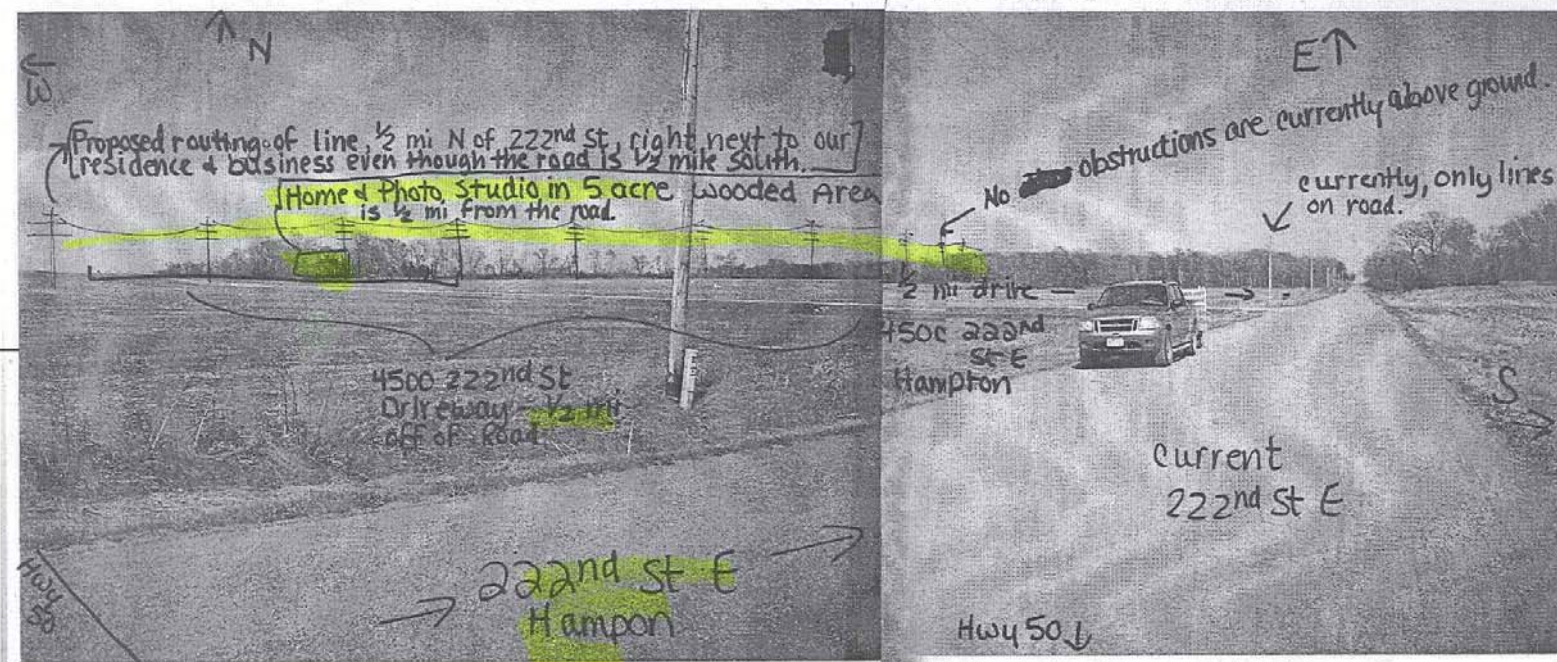 N
W
Proposed routing of line, 1/2 mi N of 222nd St, right next to our
residence & business even though the road is 1/2 mile south.
Home & Photo Studio in 5 acre wooded Area
is 1/2 mi from the road.
4500 222nd St
Driveway - 1/2 mi
off of Road
222nd St E
Hampon
Hwy
50
E
No obstructions are currently above ground.
currently, only lines
on road.
1/2 mi drive
4500 222nd
St E
Hampton
S
current
222nd St E
Hwy 50